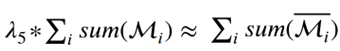 λ₅ * ∑ᵢ sum(ℳᵢ) ≈ ∑ᵢ sum(ℳ̅ᵢ̅)